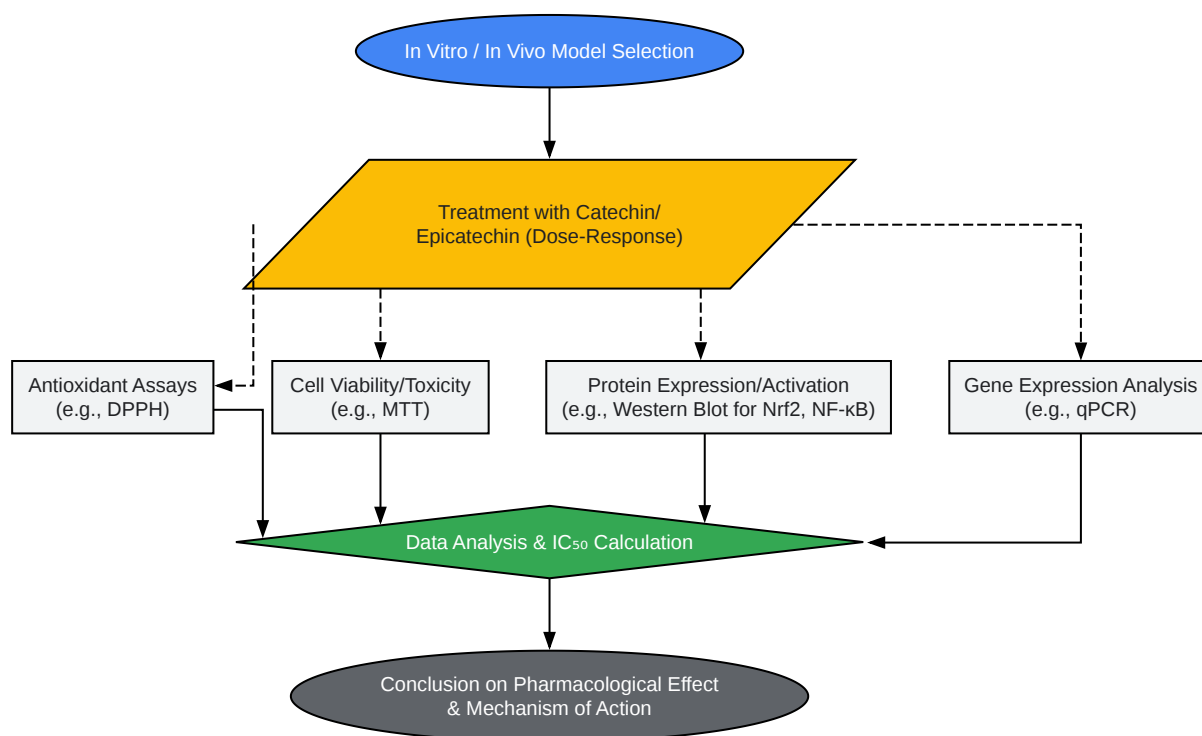 In Vitro / In Vivo Model Selection
Treatment with Catechin/
Epicatechin (Dose-Response)
Antioxidant Assays
(e.g., DPPH)
Cell Viability/Toxicity
(e.g., MTT)
Protein Expression/Activation
(e.g., Western Blot for Nrf2, NF-κB)
Gene Expression Analysis
(e.g., qPCR)
Data Analysis & IC₅₀ Calculation
Conclusion on Pharmacological Effect
& Mechanism of Action